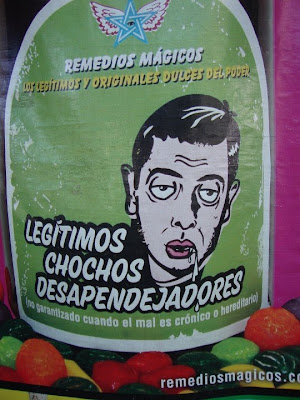 REMEDIOS MÁGICOS
LOS LEGÍTIMOS Y ORIGINALES DULCES DEL PODER
LEGÍTIMOS
CHOCHOS
DESAPENDEJADORES
(no garantizado cuando el mal es crónico o hereditario)
remediosmagicos.c